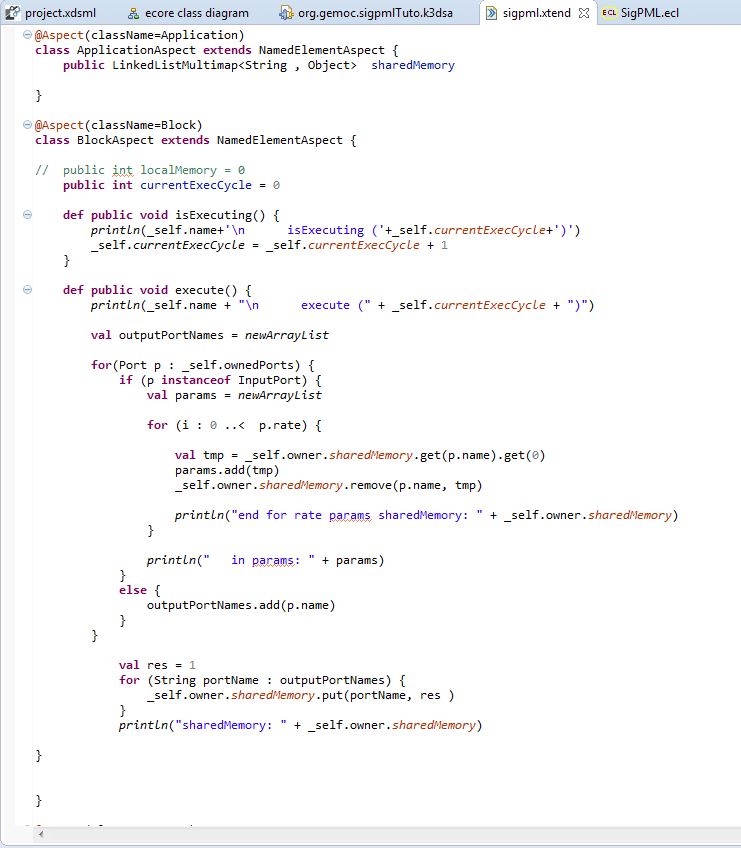 project.xdsml ecore class diagram org.gemoc.sigpmlTuto.k3dsa sigpml.xtend ECL SigPML.ecl
@Aspect(className=Application)
class ApplicationAspect extends NamedElementAspect {
public LinkedListMultimap<String , Object> sharedMemory
}
@Aspect(className=Block)
class BlockAspect extends NamedElementAspect {
// public int localMemory = 0
public int currentExecCycle = 0
def public void isExecuting() {
println(_self.name+'\n isExecuting ('+_self.currentExecCycle+')')
_self.currentExecCycle = _self.currentExecCycle + 1
}
def public void execute() {
println(_self.name + "\n execute (" + _self.currentExecCycle + ")")
val outputPortNames = newArrayList
for(Port p : _self.ownedPorts) {
if (p instanceof InputPort) {
val params = newArrayList
for (i : 0 ..< p.rate) {
val tmp = _self.owner.sharedMemory.get(p.name).get(0)
params.add(tmp)
_self.owner.sharedMemory.remove(p.name, tmp)
println("end for rate params sharedMemory: " + _self.owner.sharedMemory)
}
println(" in params: " + params)
}
else {
outputPortNames.add(p.name)
}
}
val res = 1
for (String portName : outputPortNames) {
_self.owner.sharedMemory.put(portName, res )
}
println("sharedMemory: " + _self.owner.sharedMemory)
}
}